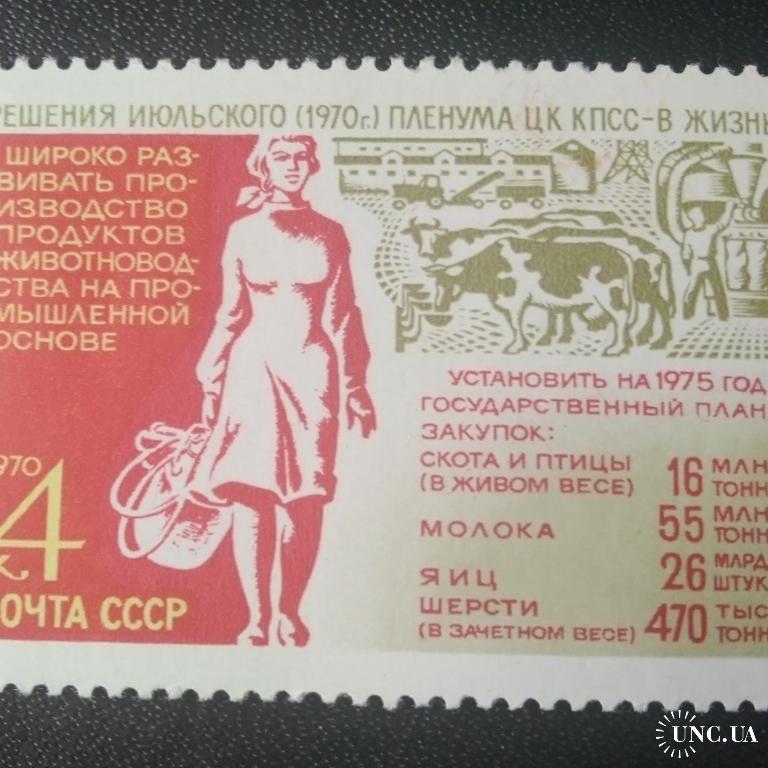 РЕШЕНИЯ ИЮЛЬСКОГО (1970г.) ПЛЕНУМА ЦК КПСС-В ЖИЗНЬ
ШИРОКО РАЗ-
ВИВАТЬ ПРО-
ИЗВОДСТВО
ПРОДУКТОВ
ЖИВОТНОВОД-
СТВА НА ПРО-
МЫШЛЕННОЙ
ОСНОВЕ
1970
4
к.
ПОЧТА СССР
УСТАНОВИТЬ НА 1975 ГОД
ГОСУДАРСТВЕННЫЙ ПЛАН
ЗАКУПОК:
СКОТА И ПТИЦЫ 16 МЛН
(В ЖИВОМ ВЕСЕ) ТОНН
МОЛОКА 55 МЛН ТОНН
ЯИЦ 26 МЛРД ШТУК
ШЕРСТИ 470 ТЫС
(В ЗАЧЕТНОМ ВЕСЕ) ТОНН
UNC.UA